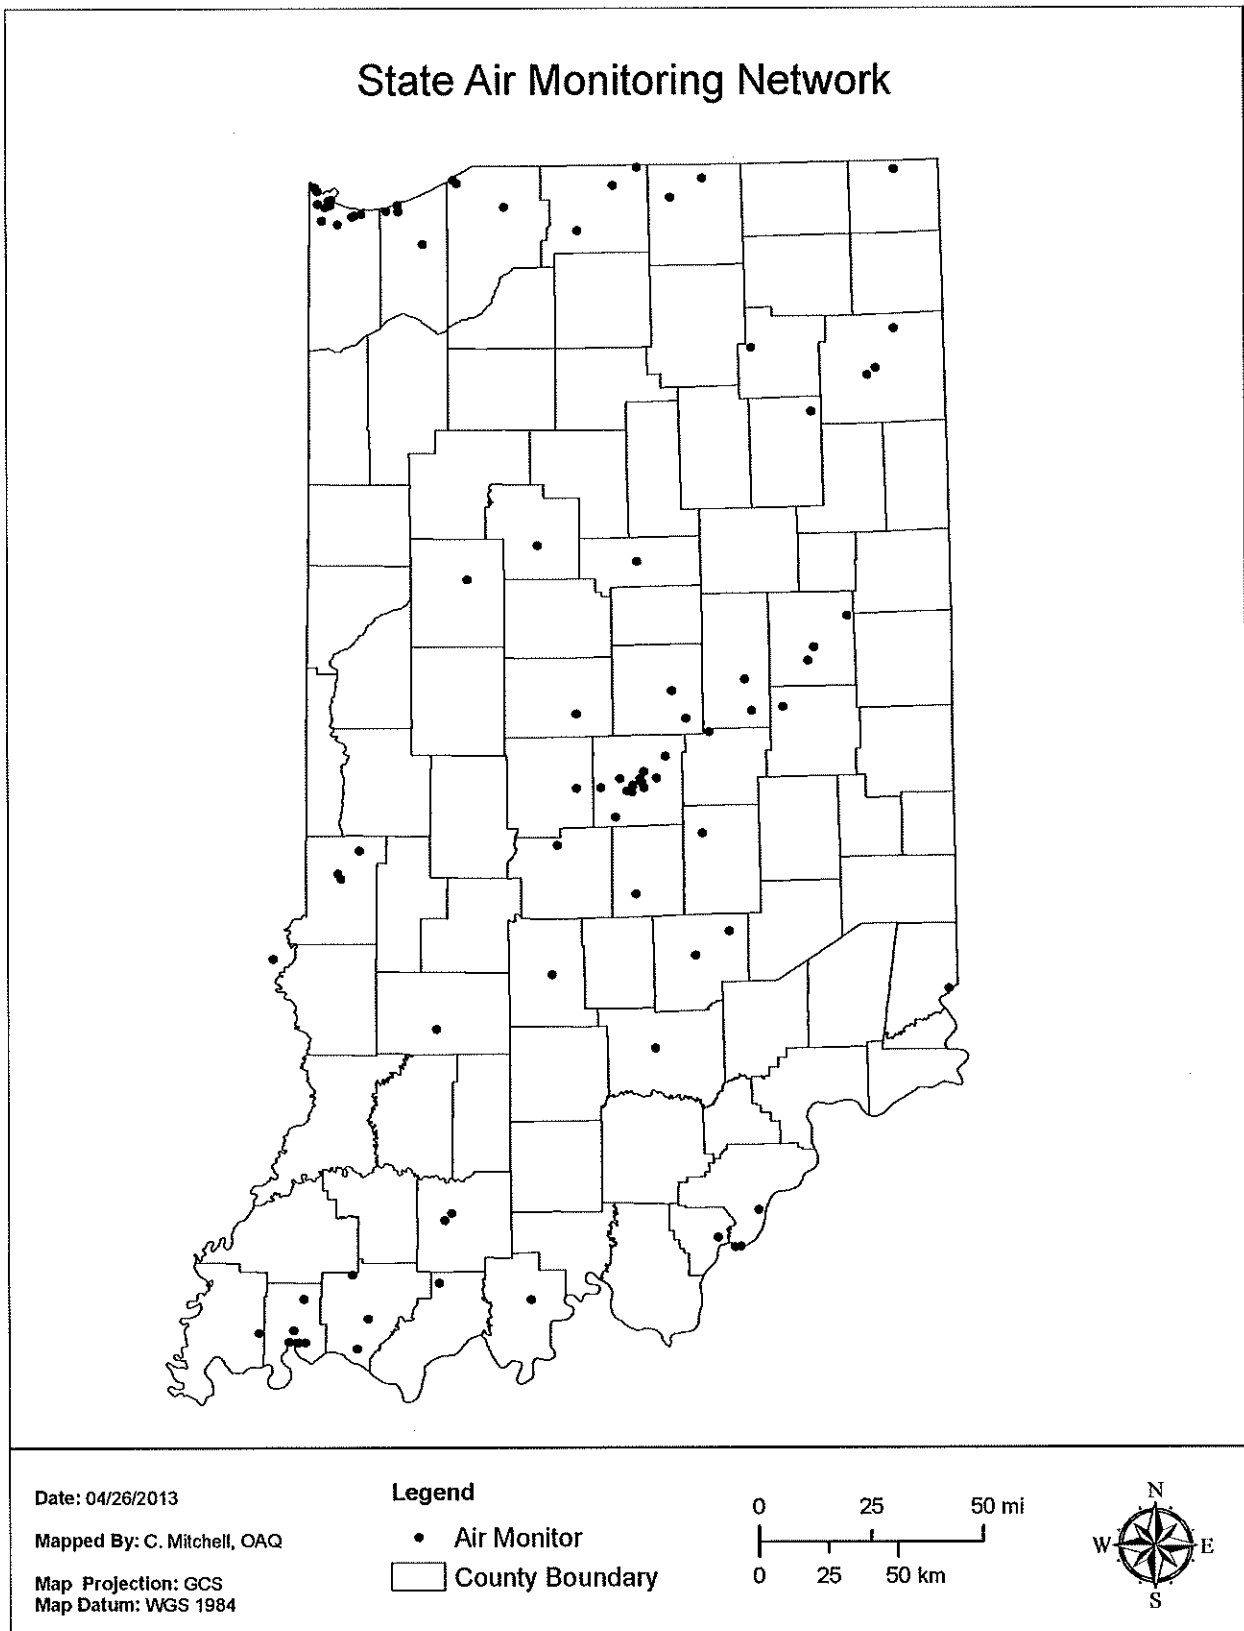 State Air Monitoring Network
Date: 04/26/2013
Mapped By: C. Mitchell, OAQ
Map Projection: GCS
Map Datum: WGS 1984
Legend
Air Monitor
County Boundary
0 25 50 mi
0 25 50 km
N
W E
S